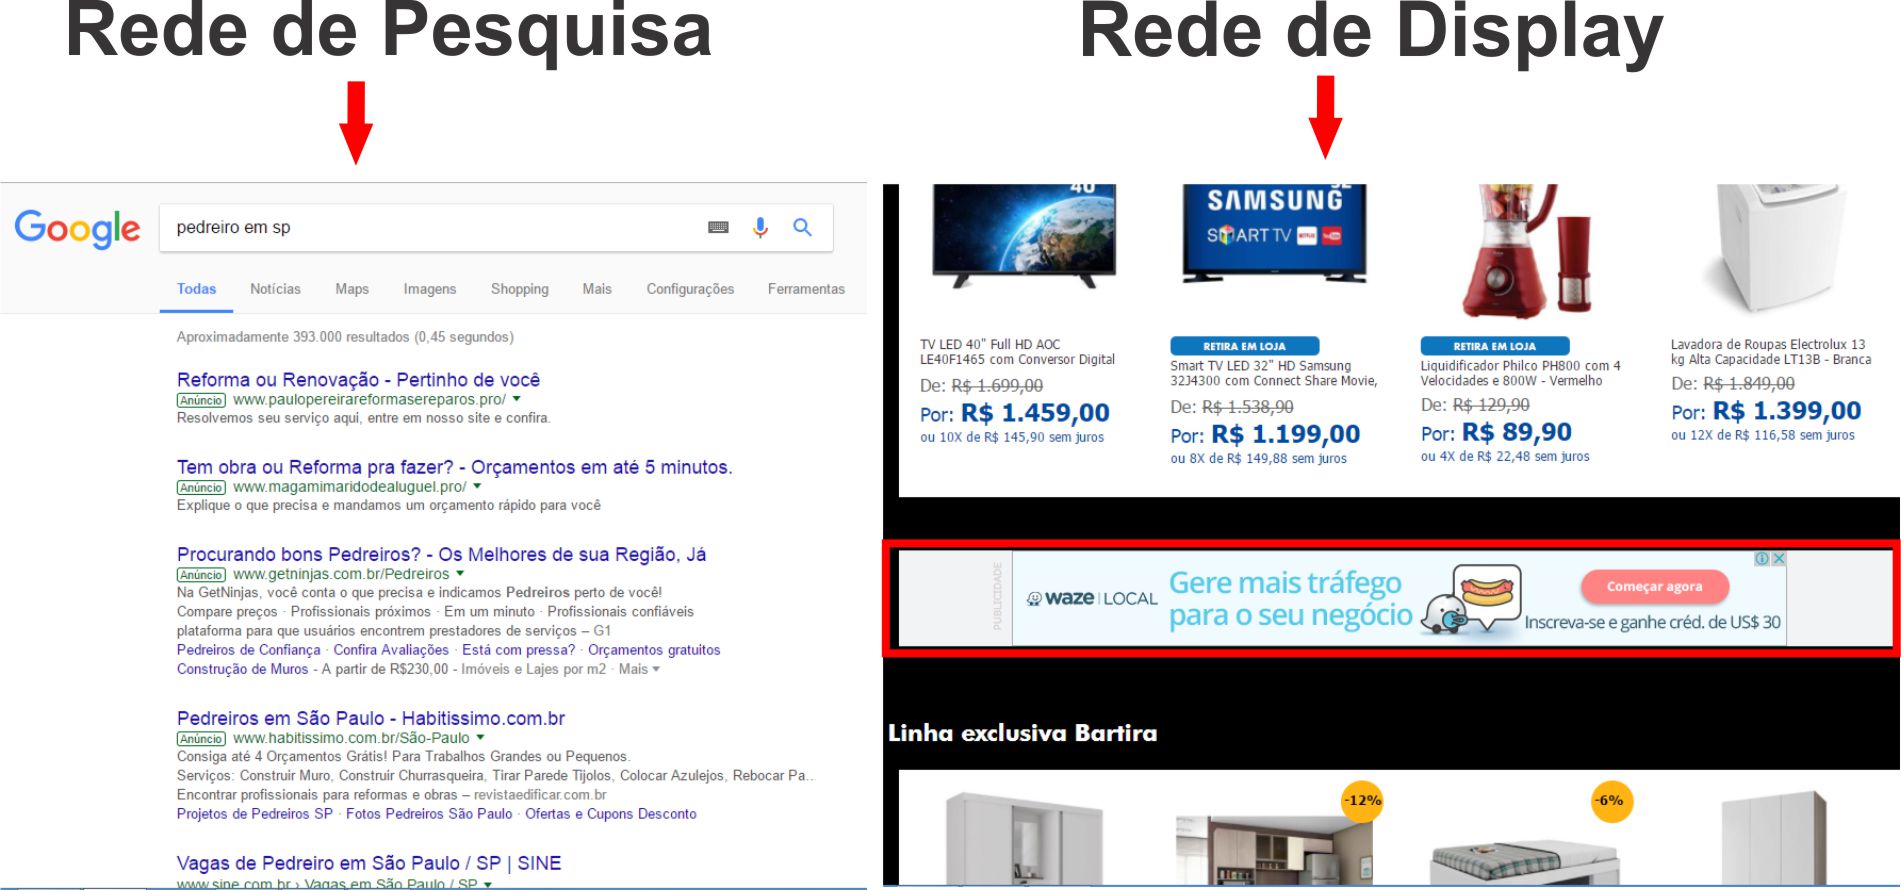 Rede de Pesquisa
Google
pedreiro em sp
Todas Notícias Maps Imagens Shopping Mais Configurações Ferramentas
Aproximadamente 393.000 resultados (0,45 segundos)
Reforma ou Renovação - Pertinho de você
Anúncio www.paulopereirareformasereparos.pro/
Resolvemos seu serviço aqui, entre em nosso site e confira.
Tem obra ou Reforma pra fazer? - Orçamentos em até 5 minutos.
Anúncio www.magamimaridodealuguel.pro/
Explique o que precisa e mandamos um orçamento rápido para você
Procurando bons Pedreiros? - Os Melhores de sua Região, Já
Anúncio www.getninjas.com.br/Pedreiros
Na GetNinjas, você conta o que precisa e indicamos Pedreiros perto de você!
Compare preços · Profissionais próximos · Em um minuto · Profissionais confiáveis
plataforma para que usuários encontrem prestadores de serviços – G1
Pedreiros de Confiança · Confira Avaliações · Está com pressa? · Orçamentos gratuitos
Construção de Muros - A partir de R$230,00 - Imóveis e Lajes por m2 · Mais
Pedreiros em São Paulo - Habitissimo.com.br
Anúncio www.habitissimo.com.br/São-Paulo
Consiga até 4 Orçamentos Grátis! Para Trabalhos Grandes ou Pequenos.
Serviços: Construir Muro, Construir Churrasqueira, Tirar Parede Tijolos, Colocar Azulejos, Rebocar Pa...
Encontrar profissionais para reformas e obras – revistaedificar.com.br
Projetos de Pedreiros SP · Fotos Pedreiros São Paulo · Ofertas e Cupons Desconto
Vagas de Pedreiro em São Paulo / SP | SINE
www.sine.com.br › Vagas em São Paulo / SP
Rede de Display
40
SAMSUNG
SMART TV NETFLIX YouTube
TV LED 40" Full HD AOC
LE40F1465 com Conversor Digital
De: R$ 1.699,00
Por: R$ 1.459,00
ou 10X de R$ 145,90 sem juros
RETIRA EM LOJA
Smart TV LED 32" HD Samsung
32J4300 com Connect Share Movie,
De: R$ 1.538,90
Por: R$ 1.199,00
ou 8X de R$ 149,88 sem juros
RETIRA EM LOJA
Liquidificador Philco PH800 com 4
Velocidades e 800W - Vermelho
De: R$ 129,90
Por: R$ 89,90
ou 4X de R$ 22,48 sem juros
Lavadora de Roupas Electrolux 13
kg Alta Capacidade LT13B - Branca
De: R$ 1.849,00
Por: R$ 1.399,00
ou 12X de R$ 116,58 sem juros
PUBLICIDADE
waze | LOCAL
Gere mais tráfego
para o seu negócio
Começar agora
Inscreva-se e ganhe créd. de US$ 30
Linha exclusiva Bartira
-12%
-6%